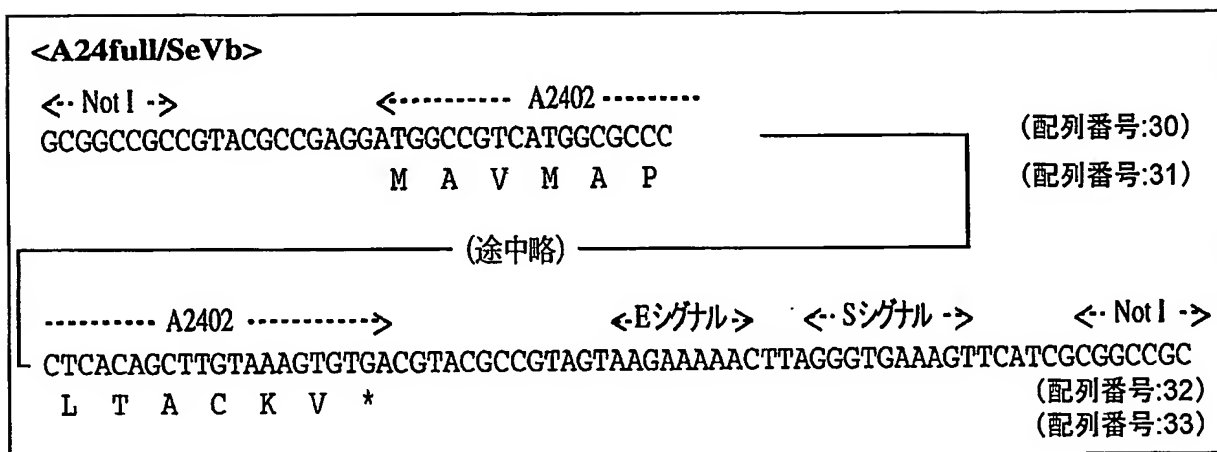 <A24full/SeVb>
<·· Not I ·-> <----------- A2402 ---------
GCGGCCGCCGTACGCCGAGGATGGCCGTCATGGCGCCC (配列番号:30)
M A V M A P (配列番号:31)
(途中略)
---------- A2402 -----------> <-Eシグナル-> <·· Sシグナル -> <·· Not I ·->
CTCACAGCTTGTAAAGTGTGACGTACGCCGTAGTAAGAAAAACTTAGGGTGAAAGTTCATCGCGGCCGC
L T A C K V * (配列番号:32)
(配列番号:33)